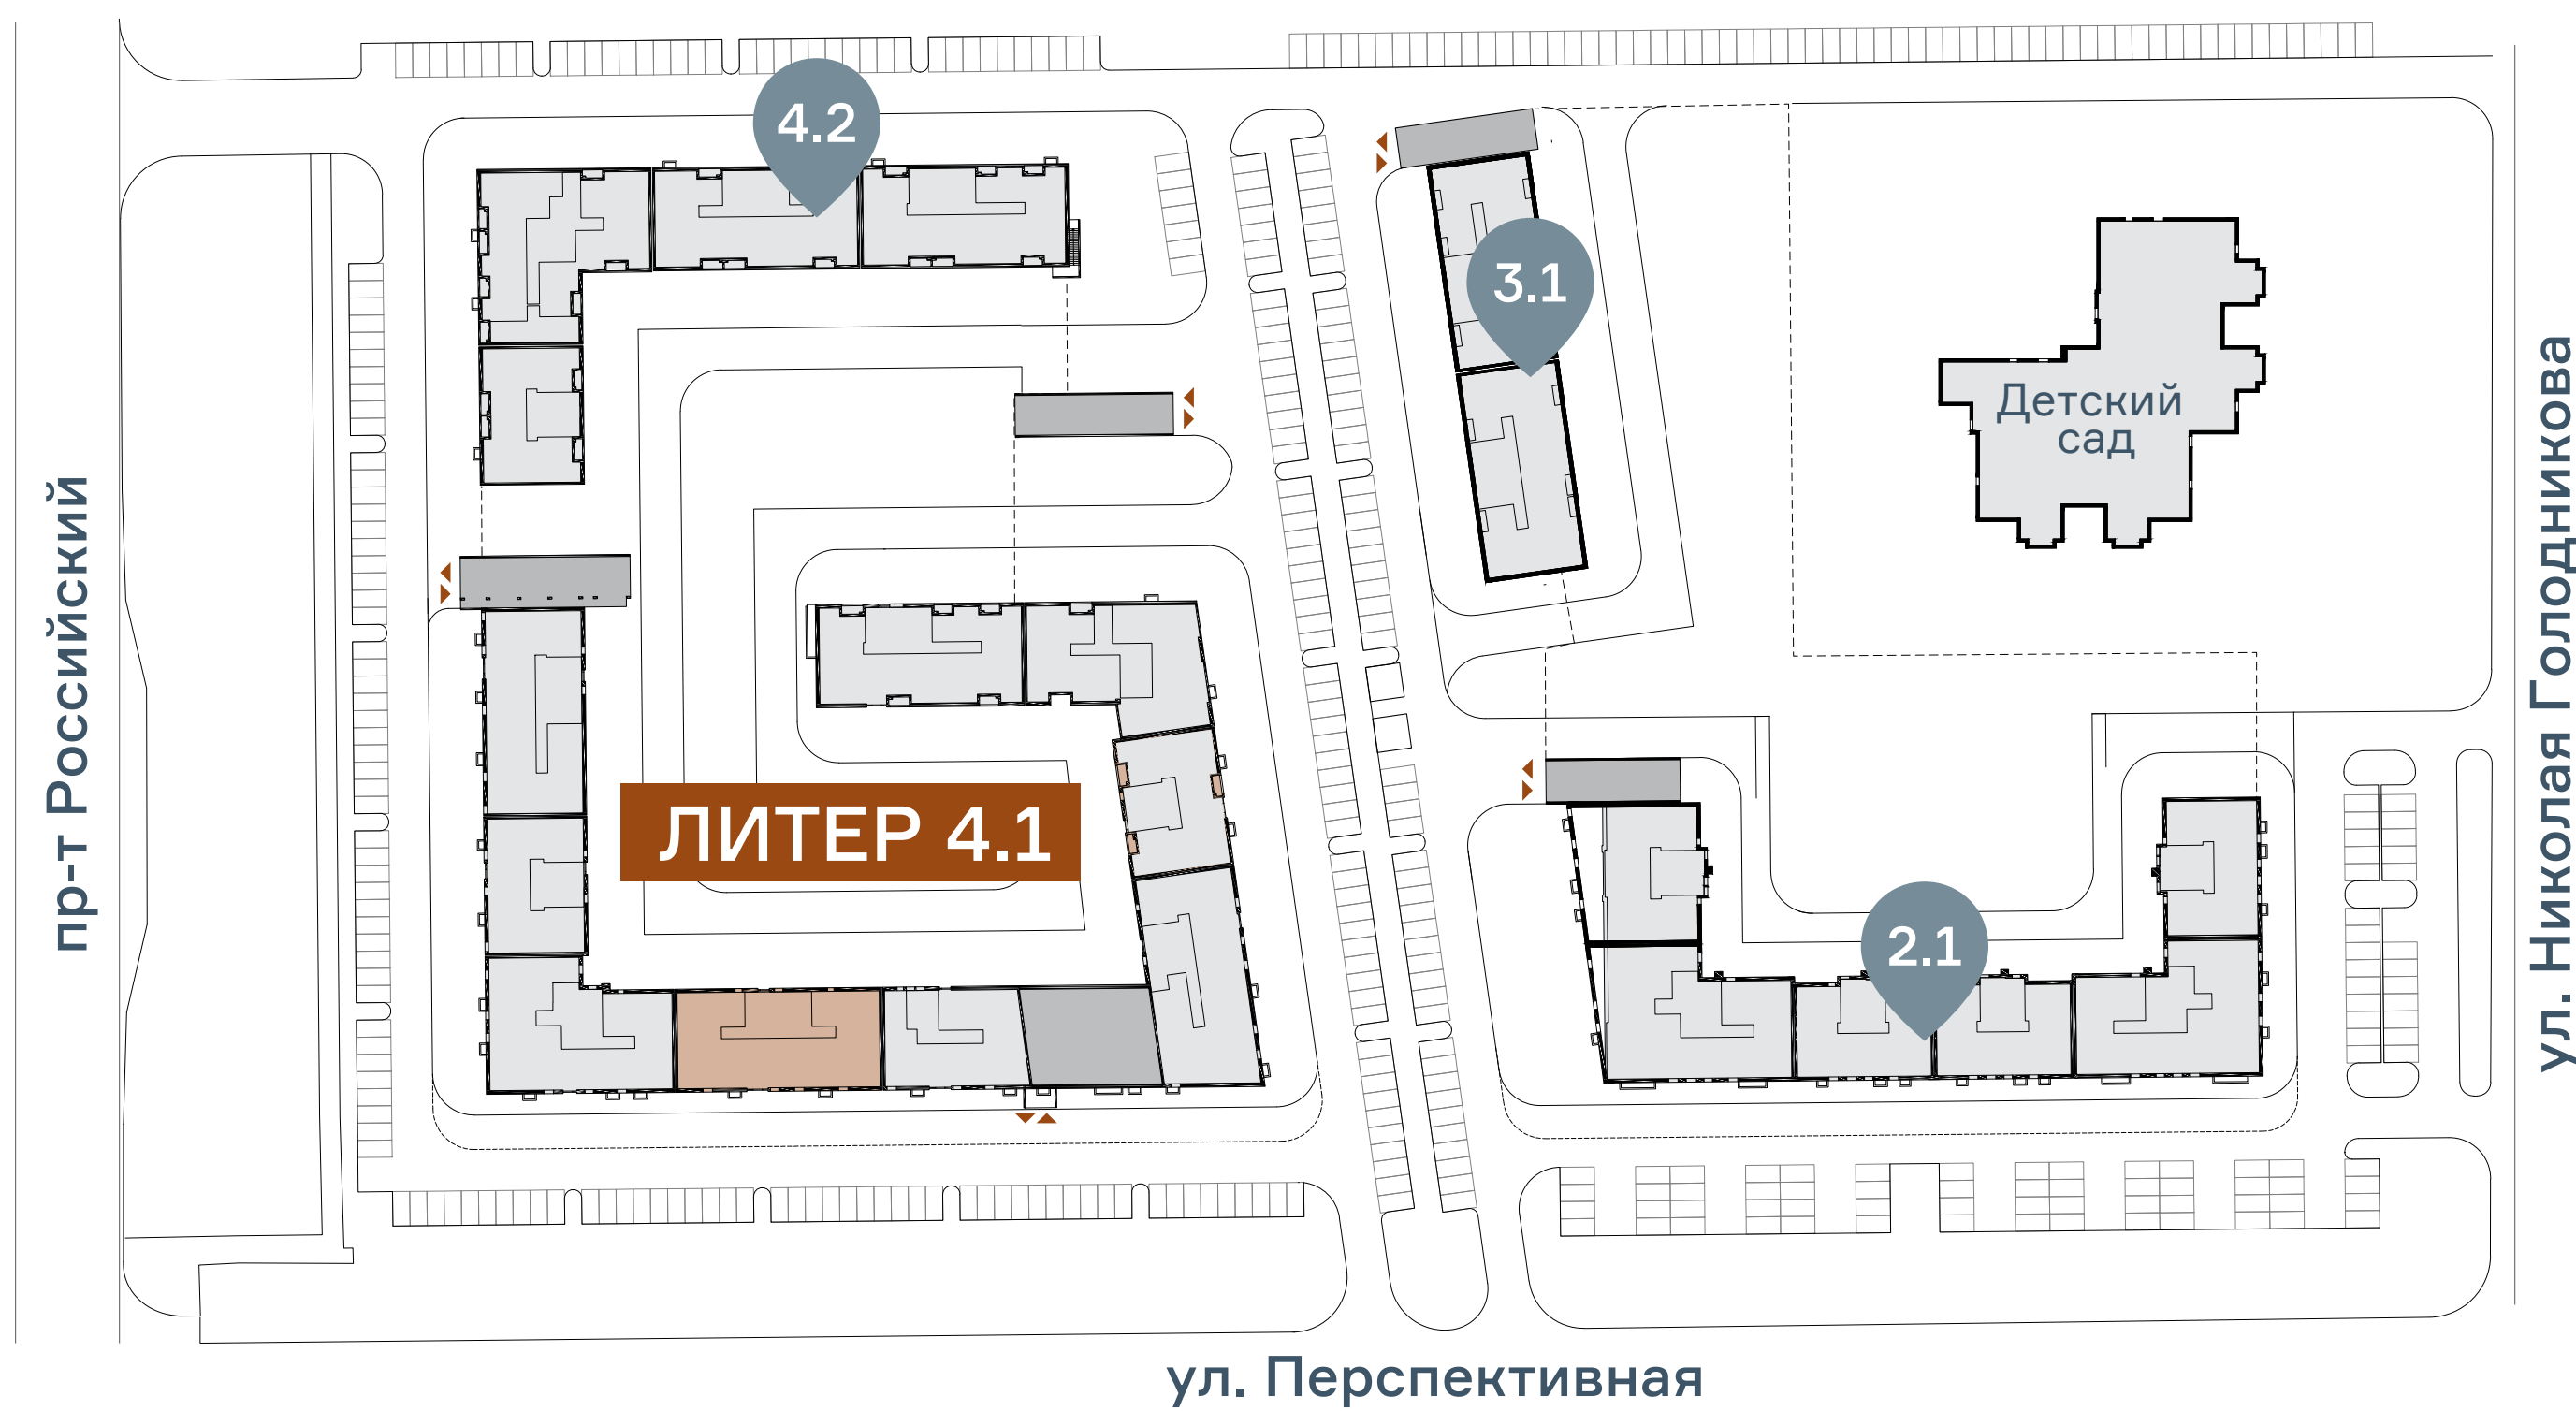 4.2
3.1
Детский
сад
пр-т Российский
ул. Николая Голодникова
ЛИТЕР 4.1
2.1
ул. Перспективная